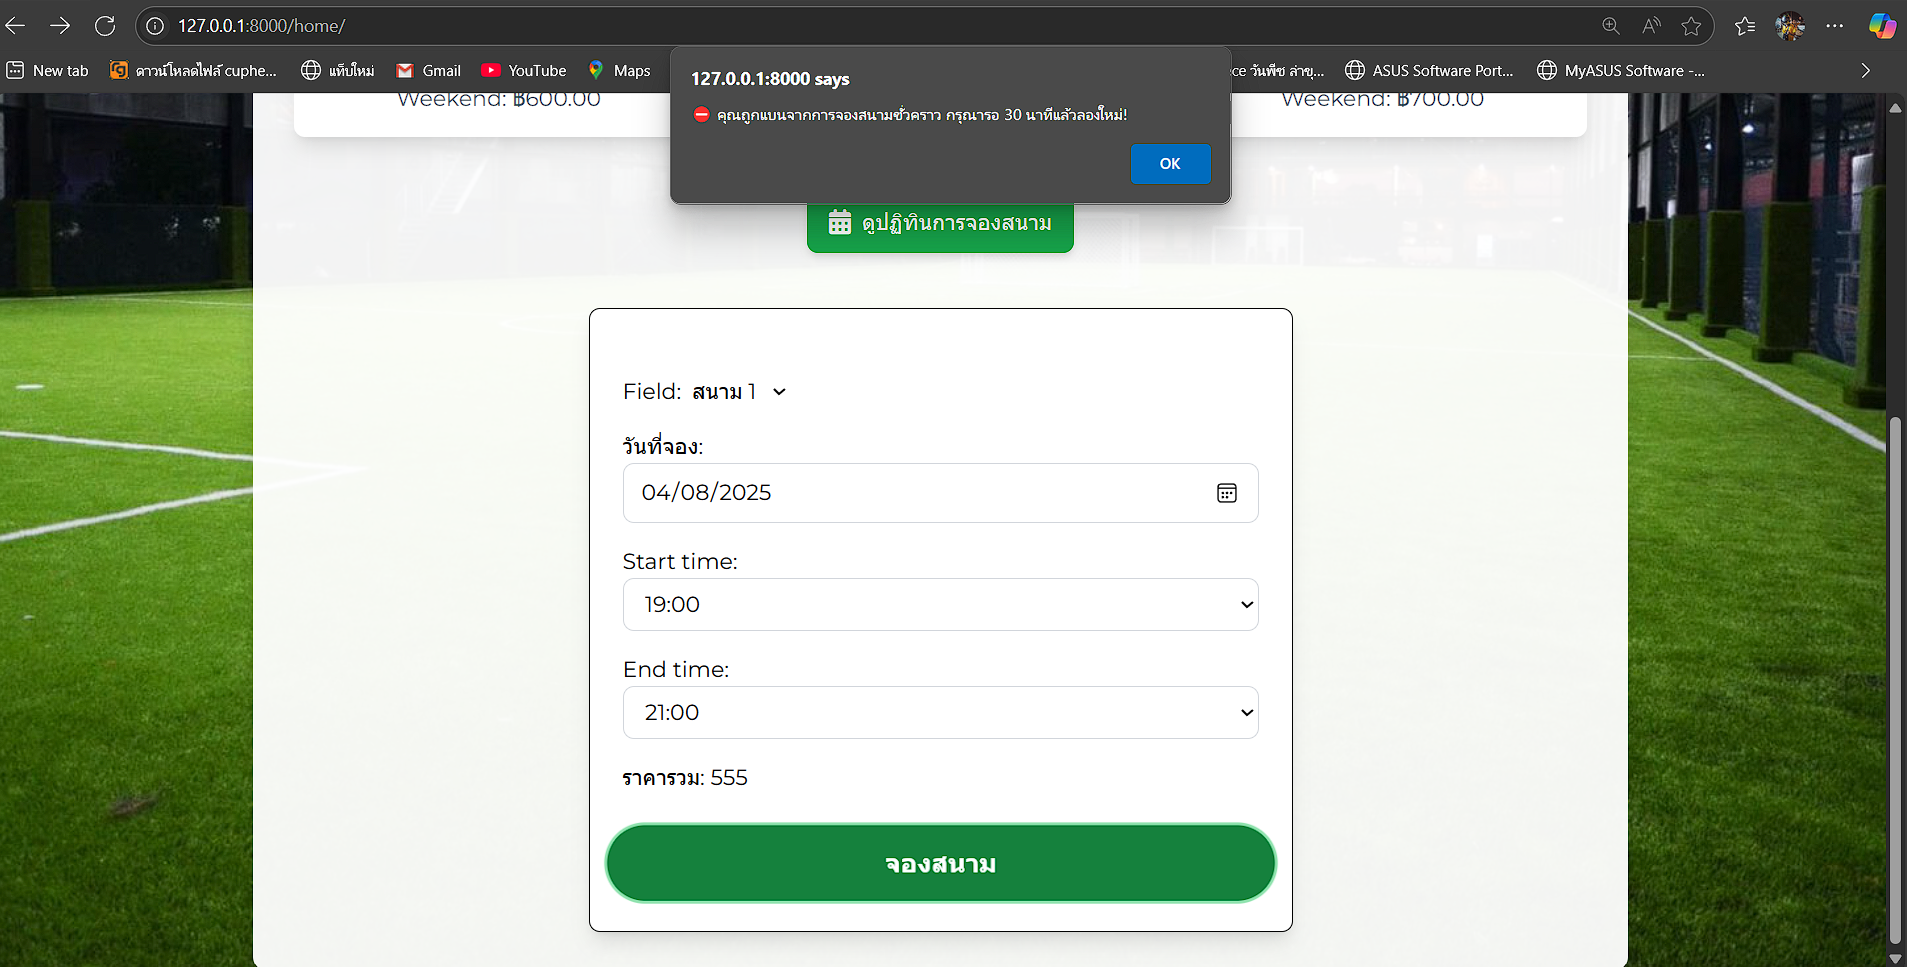 127.0.0.1:8000/home/
New tab
ดาวน์โหลดไฟล์ cuphe...
แท็บใหม่
Gmail
YouTube
Maps
ce วันพีซ ล่าขุ...
ASUS Software Port...
MyASUS Software -...
127.0.0.1:8000 says
คุณถูกแบนจากการจองสนามชั่วคราว กรุณารอ 30 นาทีแล้วลองใหม่!
OK
Weekend: ฿600.00
Weekend: ฿700.00
ดูปฏิทินการจองสนาม
Field: สนาม 1
วันที่จอง:
04/08/2025
Start time:
19:00
End time:
21:00
ราคารวม: 555
จองสนาม